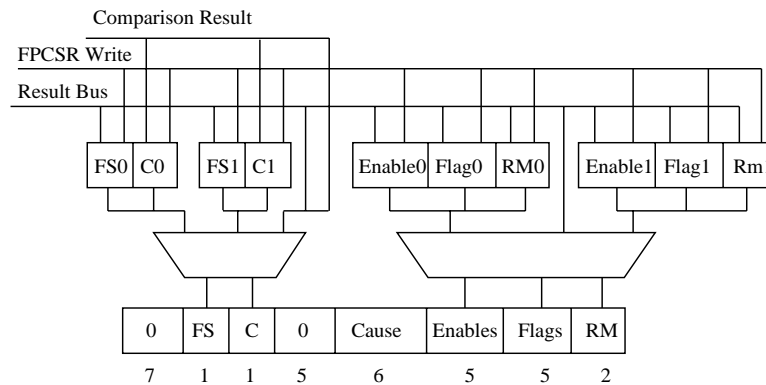 Comparison Result
FPCSR Write
Result Bus
FS0 C0 FS1 C1 Enable0 Flag0 RM0 Enable1 Flag1 Rm1
0 FS C 0 Cause Enables Flags RM
7 1 1 5 6 5 5 2